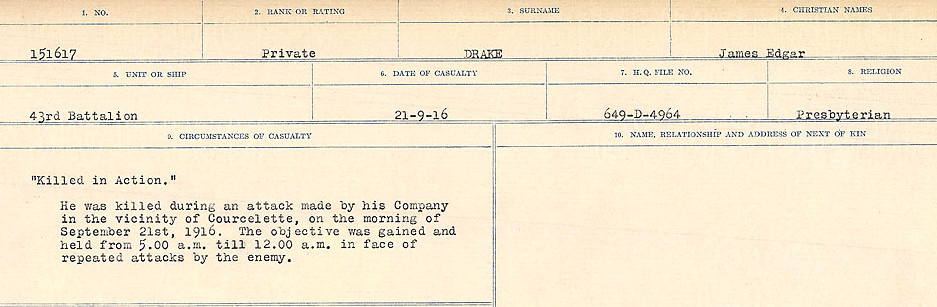 1. NO. 2. RANK OR RATING 3. SURNAME 4. CHRISTIAN NAMES
151617 Private DRAKE James Edgar
5. UNIT OR SHIP 6. DATE OF CASUALTY 7. H.Q. FILE NO. 8. RELIGION
43rd Battalion 21-9-16 649-D-4964 Presbyterian
9. CIRCUMSTANCES OF CASUALTY 10. NAME, RELATIONSHIP AND ADDRESS OF NEXT OF KIN
"Killed in Action."
He was killed during an attack made by his Company
in the vicinity of Courcelette, on the morning of
September 21st, 1916. The objective was gained and
held from 5.00 a.m. till 12.00 a.m. in face of
repeated attacks by the enemy.